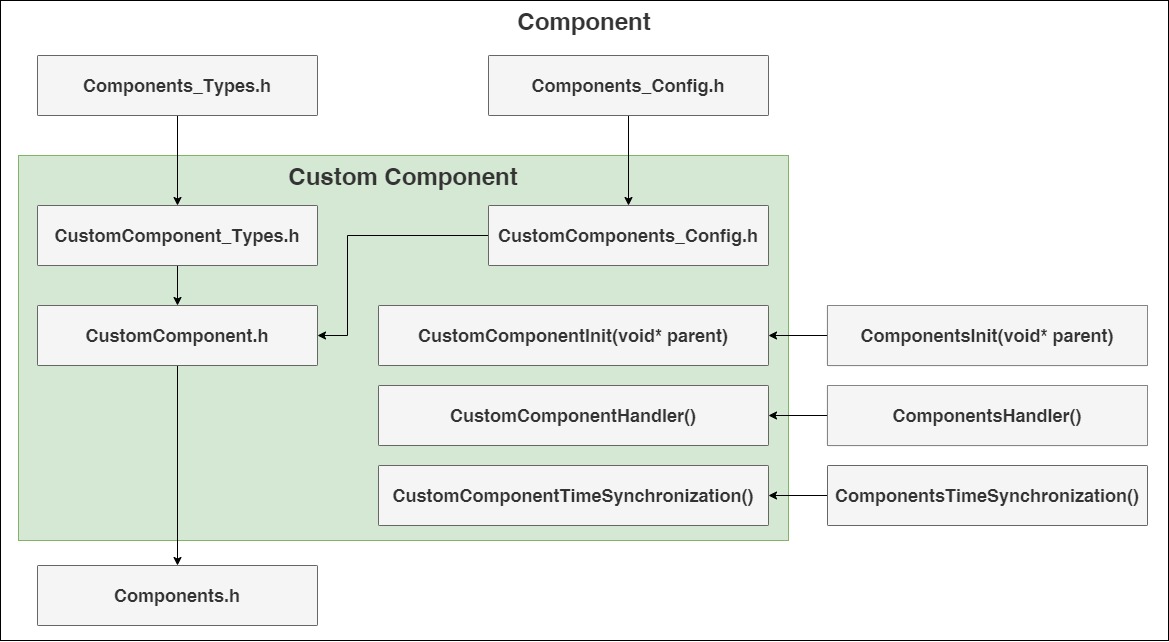 Component
Components_Types.h
Components_Config.h
Custom Component
CustomComponent_Types.h
CustomComponents_Config.h
CustomComponent.h
CustomComponentInit(void* parent)
ComponentsInit(void* parent)
CustomComponentHandler()
ComponentsHandler()
CustomComponentTimeSynchronization()
ComponentsTimeSynchronization()
Components.h